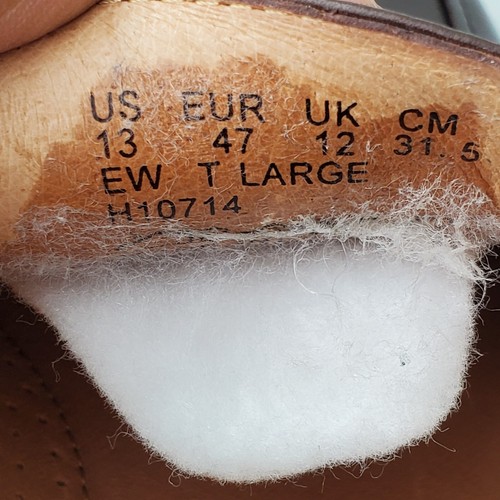 US EUR UK CM
13 47 12 31.5
EW T LARGE
H10714